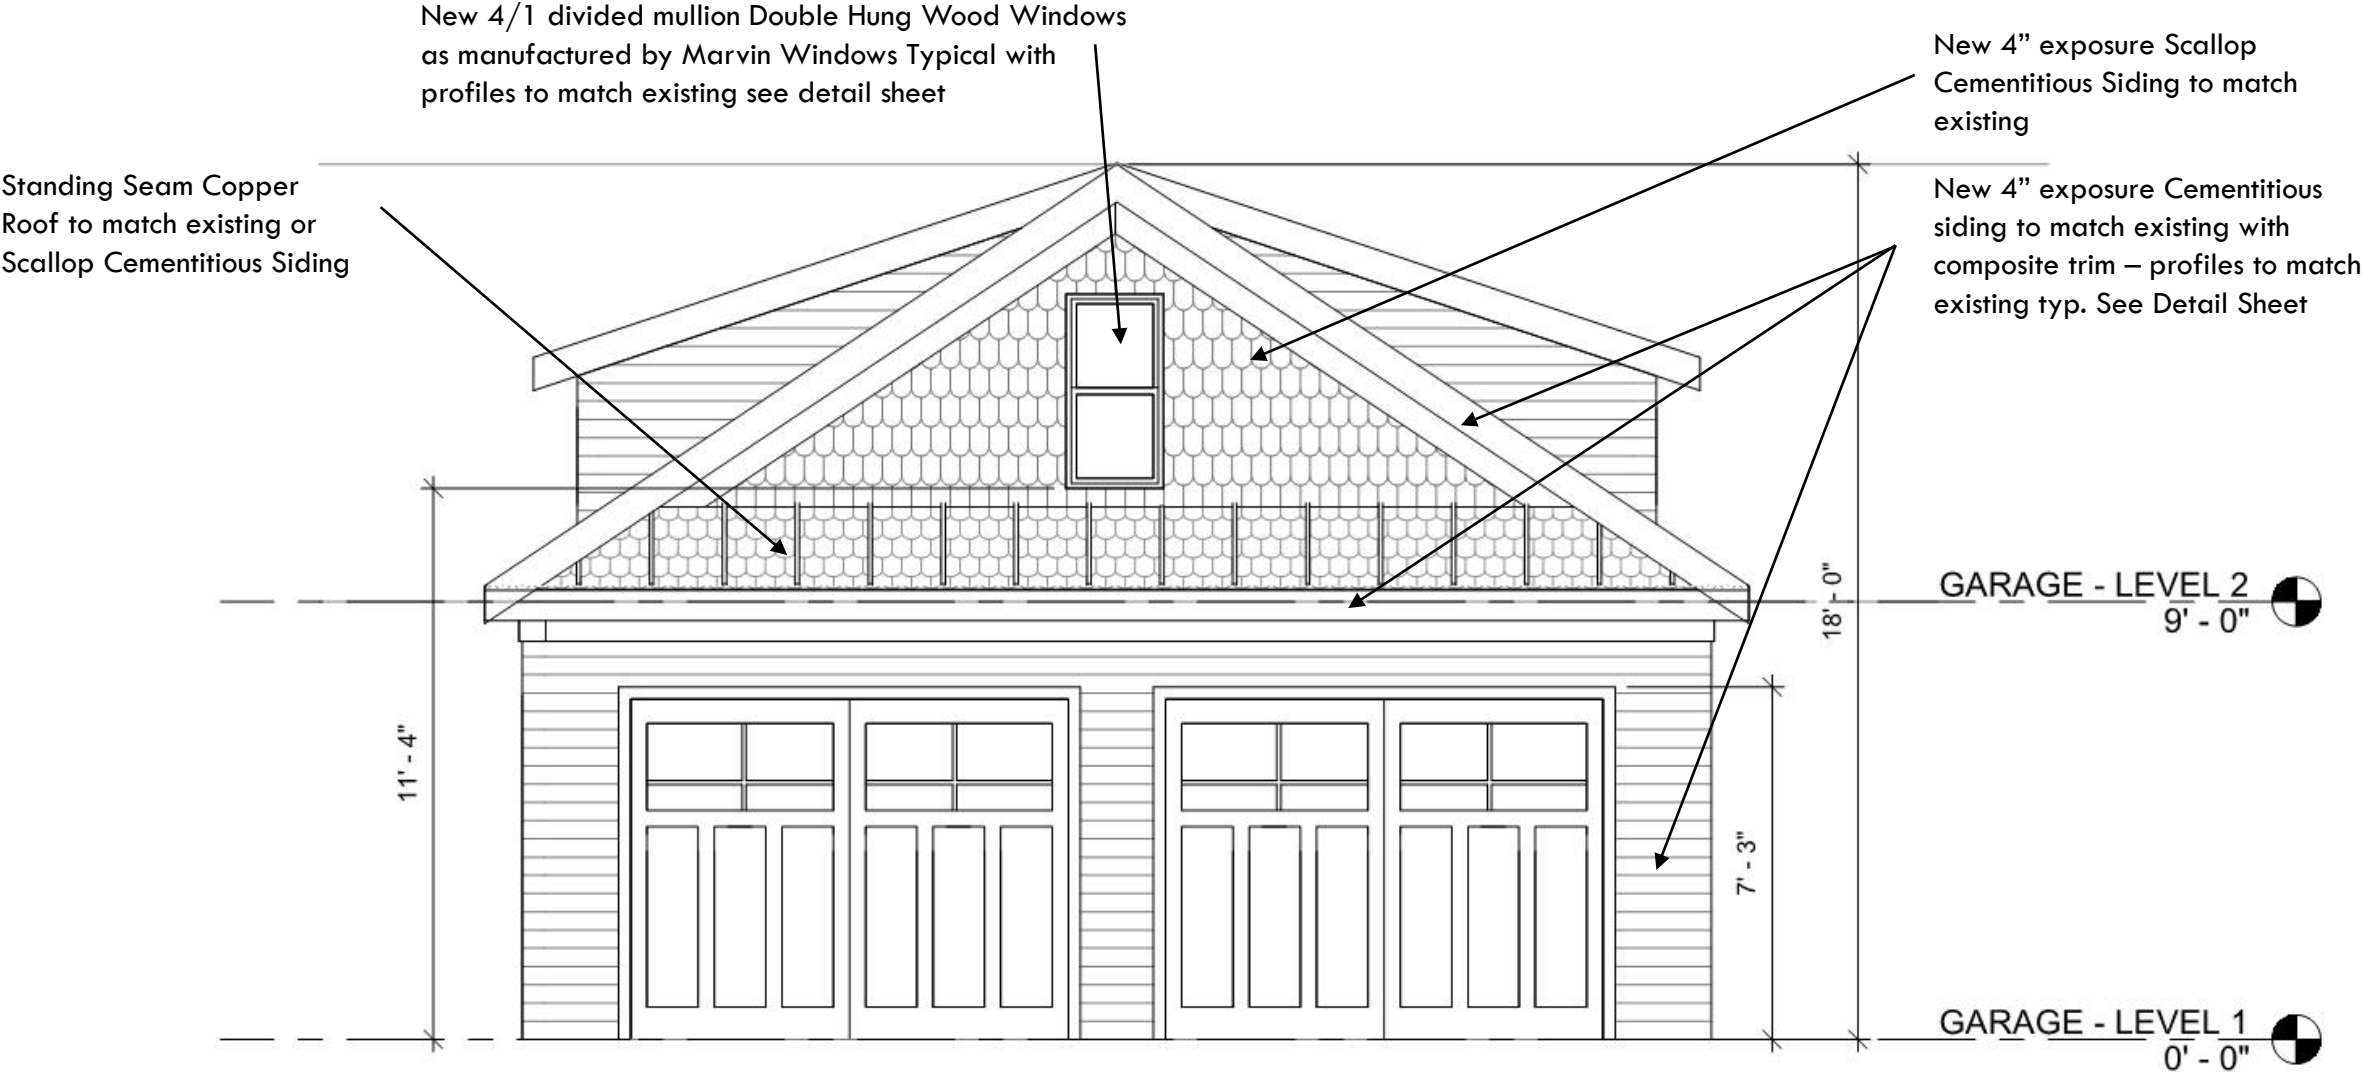 New 4/1 divided mullion Double Hung Wood Windows
as manufactured by Marvin Windows Typical with
profiles to match existing see detail sheet
New 4” exposure Scallop
Cementitious Siding to match
existing
Standing Seam Copper
Roof to match existing or
Scallop Cementitious Siding
New 4” exposure Cementitious
siding to match existing with
composite trim – profiles to match
existing typ. See Detail Sheet
18' - 0"
GARAGE - LEVEL 2
9' - 0"
11' - 4"
7' - 3"
GARAGE - LEVEL 1
0' - 0"